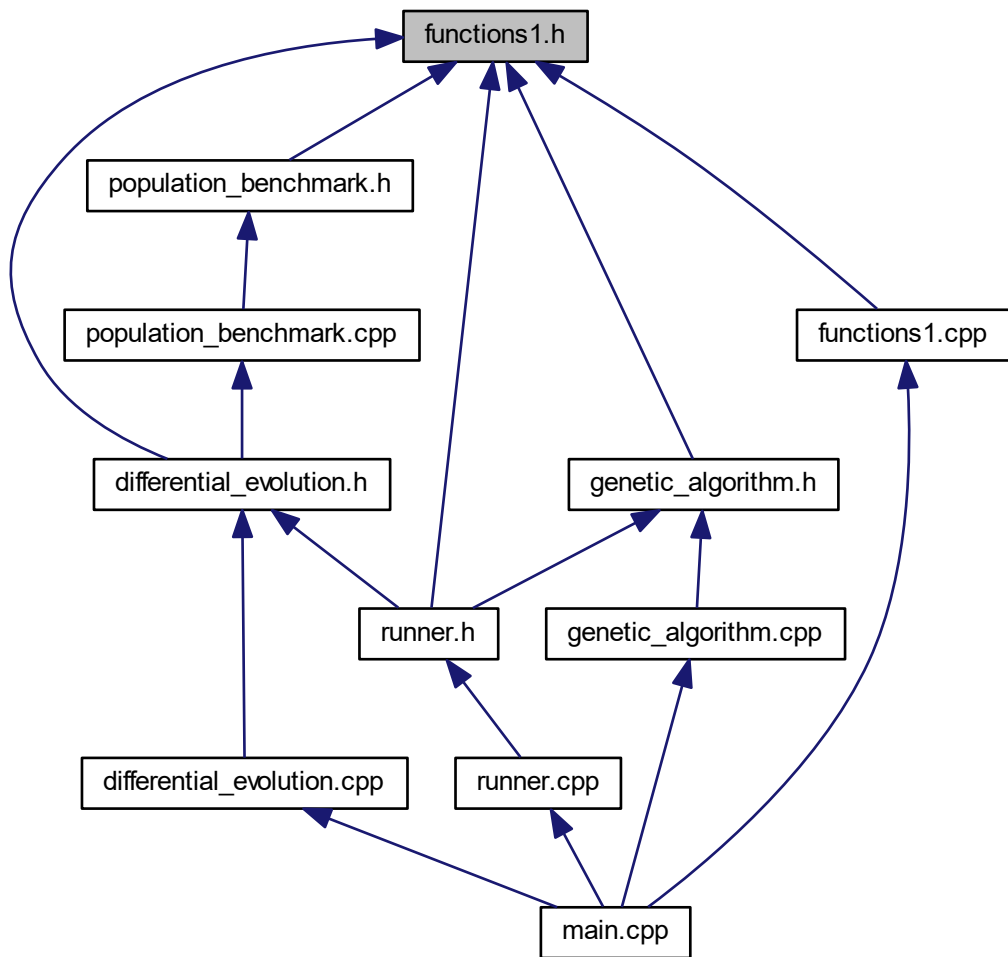 functions1.h
population_benchmark.h
population_benchmark.cpp
functions1.cpp
differential_evolution.h
genetic_algorithm.h
runner.h
genetic_algorithm.cpp
differential_evolution.cpp
runner.cpp
main.cpp